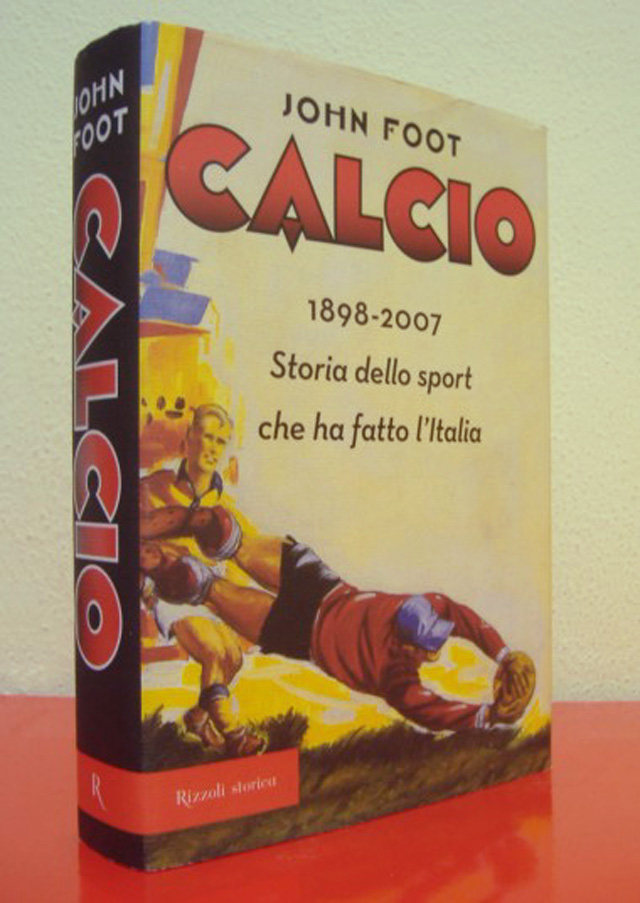 JOHN
FOOT
CALCIO
R
JOHN FOOT
CALCIO
1898-2007
Storia dello sport
che ha fatto l'Italia
Rizzoli storica